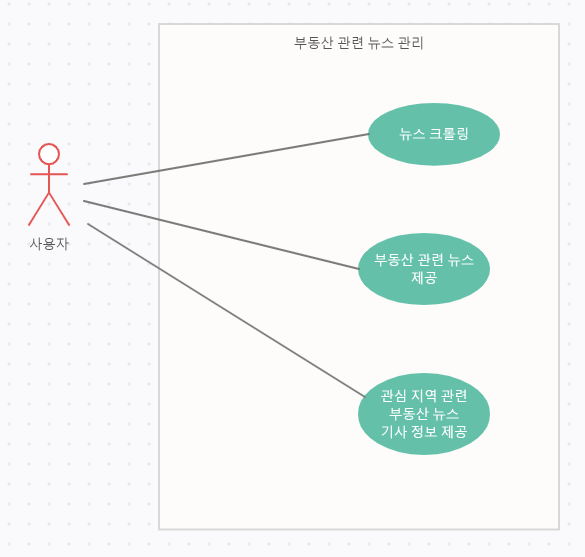 부동산 관련 뉴스 관리
뉴스 크롤링
사용자
부동산 관련 뉴스
제공
관심 지역 관련
부동산 뉴스
기사 정보 제공